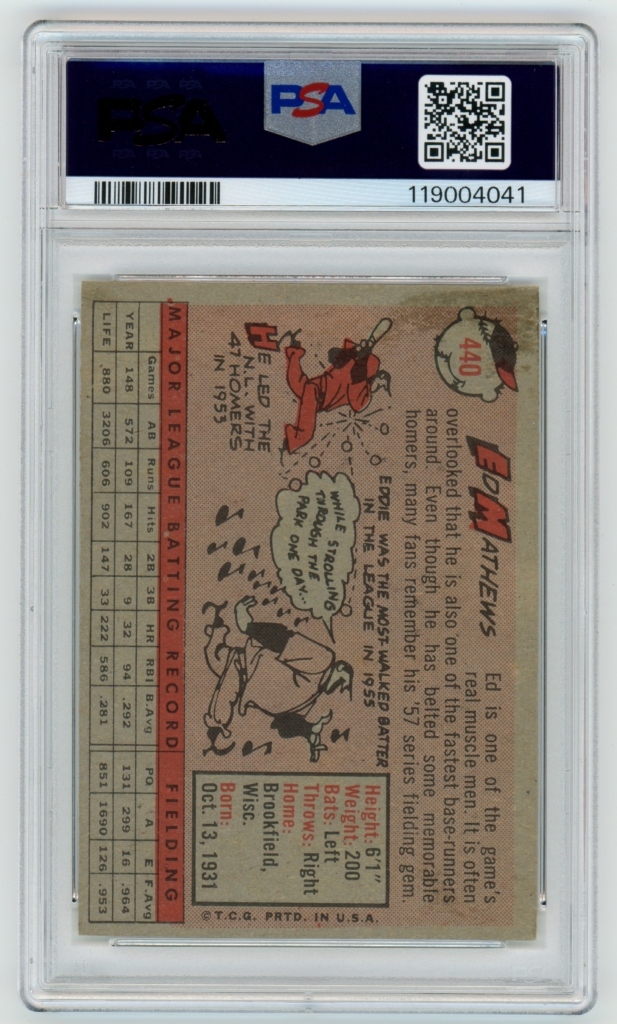 PSA
PSA
119004041
440
ED MATHEWS
Ed is one of the game's
real muscle men. It is often
overlooked that he is also one of the fastest base-runners
around. Even though he has belted some memorable
homers, many fans remember his '57 series fielding gem.
HE LED THE
N.L. WITH
47 HOMERS
IN 1953
EDDIE WAS THE MOST-WALKED BATTER
IN THE LEAGUE IN 1955
WHILE STROLLING
THROUGH THE
PARK ONE DAY...
Height: 6'1"
Weight: 200
Bats: Left
Throws: Right
Home:
Brookfield,
Wisc.
Born:
Oct. 13, 1931
©T.C.G. PRTD. IN U.S.A.
MAJOR LEAGUE BATTING RECORD FIELDING
Games AB Runs Hits 2B 3B HR RBI B.Avg PO A E F.Avg
YEAR 148 572 109 167 28 9 32 94 .292 131 299 16 .964
LIFE .880 3206 606 902 147 33 222 586 .281 851 1690 126 .953